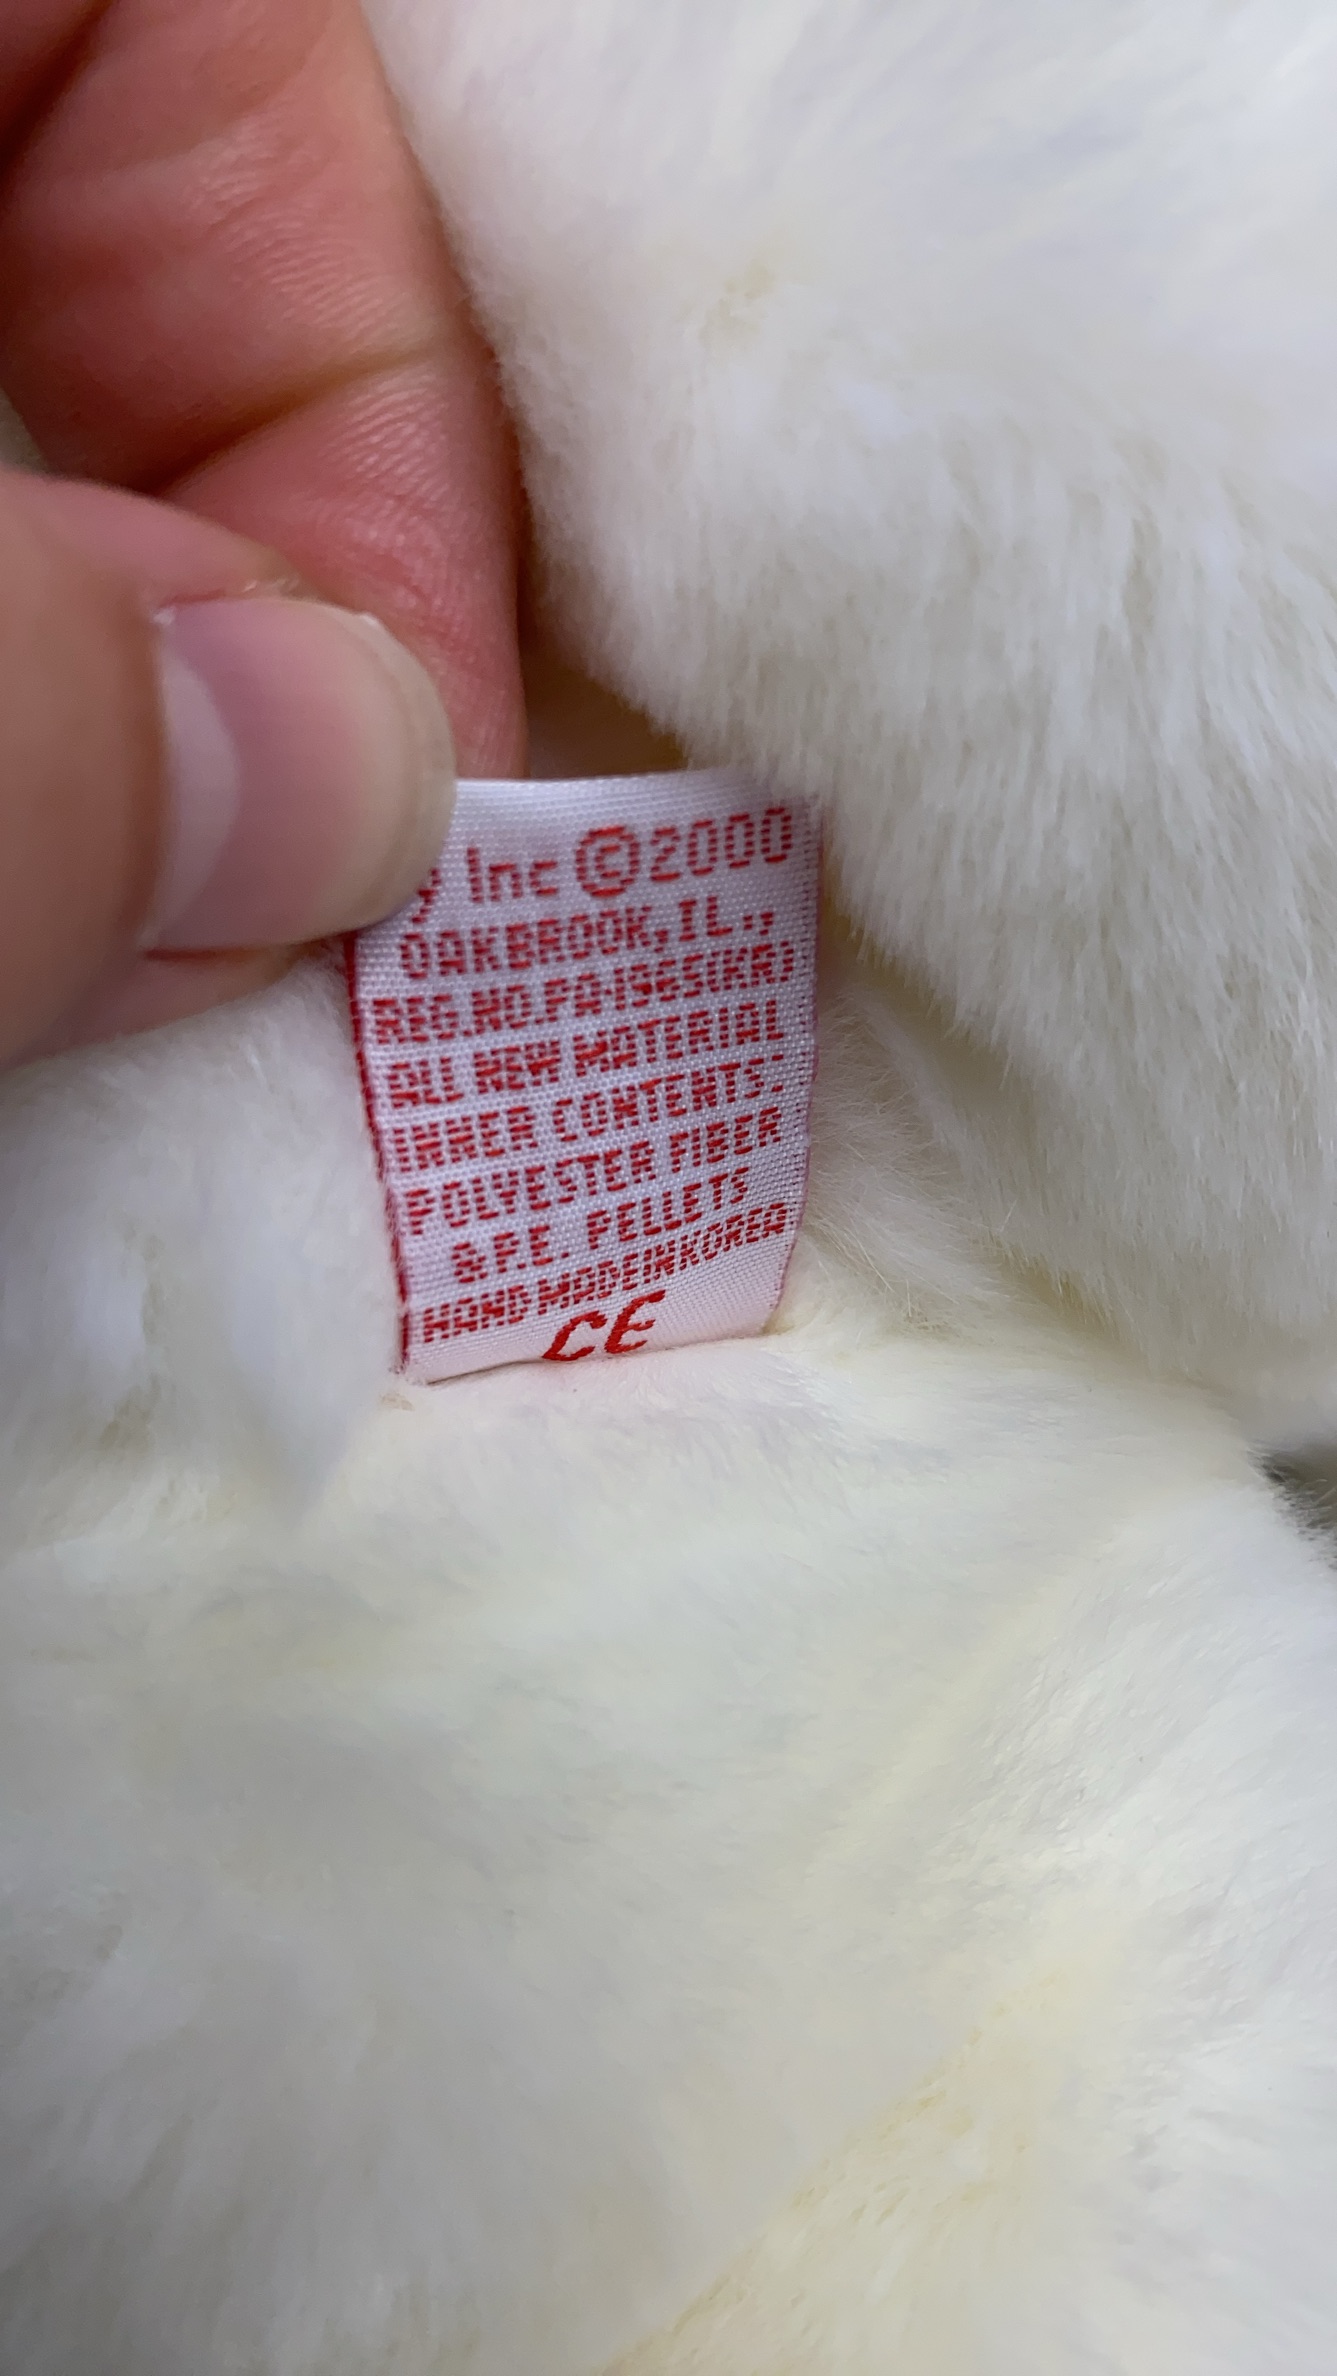 y Inc ©2000
OAKBROOK, IL.,,
REG.NO.PA-1965(KR)
ALL NEW MATERIAL
INNER CONTENTS:
POLYESTER FIBER
& P.E. PELLETS
HAND MADE IN KOREA
CE